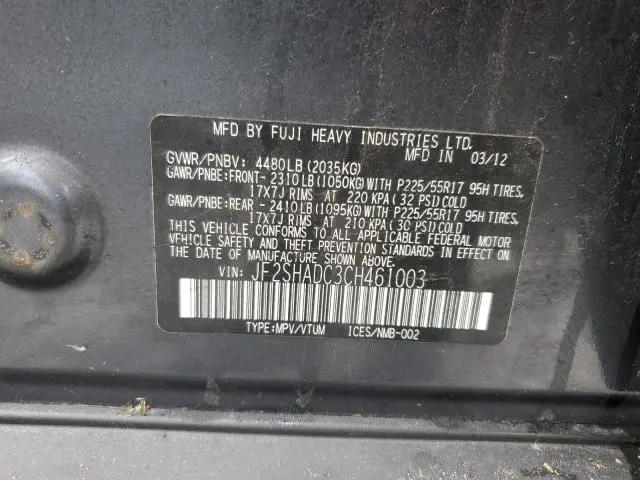 MFD BY FUJI HEAVY INDUSTRIES LTD.
MFD IN 03/12
GVWR/PNBV: 4480LB (2035KG)
GAWR/PNBE:FRONT- 2310LB (1050KG) WITH P225/55R17 95H TIRES,
17X7J RIMS AT 220 KPA ( 32 PSI) COLD
GAWR/PNBE:REAR - 2410LB (1095KG) WITH P225/55R17 95H TIRES,
17X7J RIMS AT 210 KPA (30 PSI) COLD
THIS VEHICLE CONFORMS TO ALL APPLICABLE FEDERAL MOTOR
VEHICLE SAFETY AND THEFT PREVENTION STANDARDS IN EFFECT ON
THE DATE OF MANUFACTURE SHOWN ABOVE.
VIN: JF2SHADC3CH461003
TYPE:MPV/VTUM ICES/NMB-002